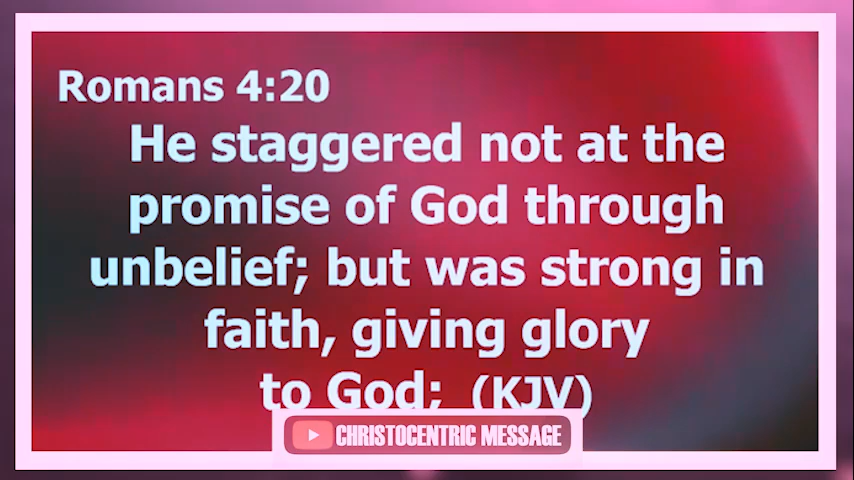 Romans 4:20
He staggered not at the
promise of God through
unbelief; but was strong in
faith, giving glory
to God; (KJV)
CHRISTOCENTRIC MESSAGE